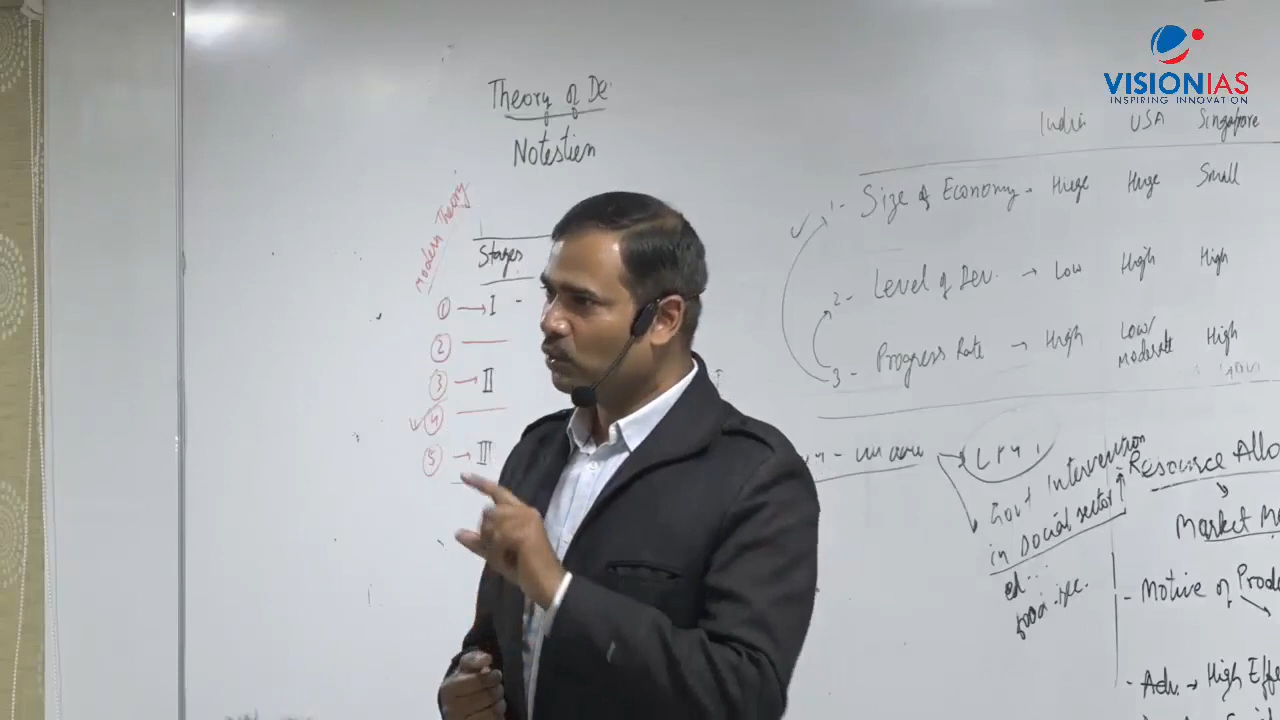 VISIONIAS
INSPIRING INNOVATION
Theory of De
Notestien
Modern Theory
Stages
① → I -
②
③ → II
④
⑤ → III
India USA Singapore
1- Size of Economy - Huge Huge Small
2- Level of Dev. → Low High High
3- Progress Rate → High Low/ Moderate High
Govt Intervention
in social sector
ed...
food sec.
Resource Allo
Market Me
- Motive of Produ
- Adv. → High Effe